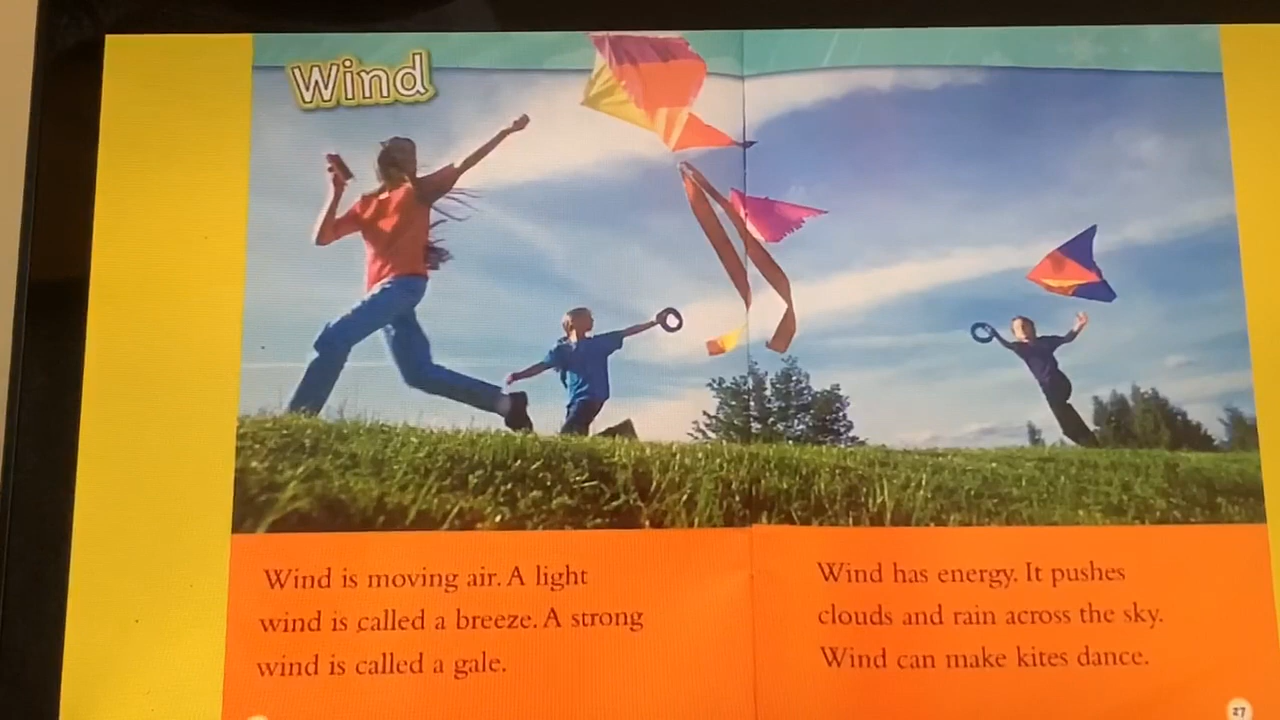 Wind
Wind is moving air. A light
wind is called a breeze. A strong
wind is called a gale.
Wind has energy. It pushes
clouds and rain across the sky.
Wind can make kites dance.
27